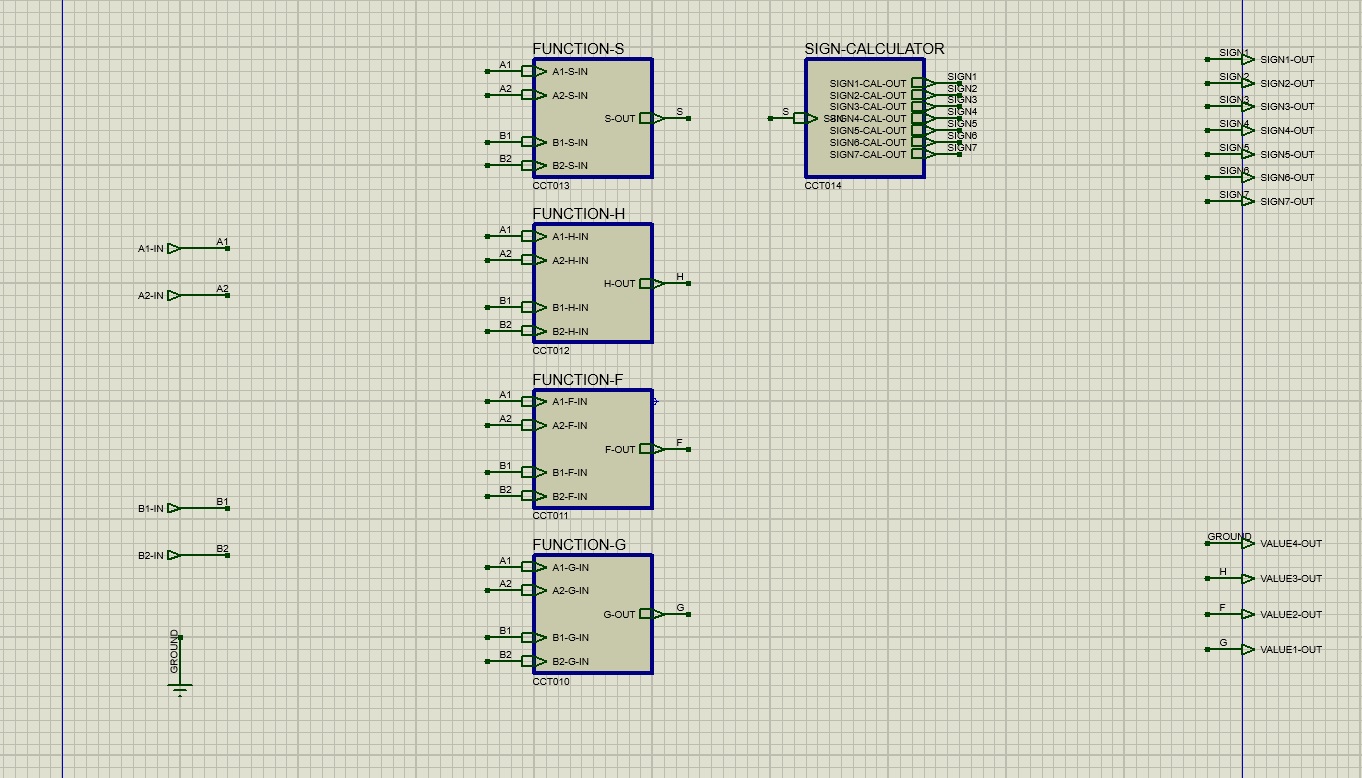 FUNCTION-S
A1 A1-S-IN
A2 A2-S-IN
S-OUT S
B1 B1-S-IN
B2 B2-S-IN
CCT013
SIGN-CALCULATOR
SIGN1-CAL-OUT SIGN1
SIGN2-CAL-OUT SIGN2
SIGN3-CAL-OUT SIGN3
S SIGN4-CAL-OUT SIGN4
SIGN5-CAL-OUT SIGN5
SIGN6-CAL-OUT SIGN6
SIGN7-CAL-OUT SIGN7
CCT014
SIGN1 SIGN1-OUT
SIGN2 SIGN2-OUT
SIGN3 SIGN3-OUT
SIGN4 SIGN4-OUT
SIGN5 SIGN5-OUT
SIGN6 SIGN6-OUT
SIGN7 SIGN7-OUT
A1-IN A1
A2-IN A2
FUNCTION-H
A1 A1-H-IN
A2 A2-H-IN
H-OUT H
B1 B1-H-IN
B2 B2-H-IN
CCT012
FUNCTION-F
A1 A1-F-IN
A2 A2-F-IN
F-OUT F
B1 B1-F-IN
B2 B2-F-IN
CCT011
B1-IN B1
B2-IN B2
GROUND
FUNCTION-G
A1 A1-G-IN
A2 A2-G-IN
G-OUT G
B1 B1-G-IN
B2 B2-G-IN
CCT010
GROUND VALUE4-OUT
H VALUE3-OUT
F VALUE2-OUT
G VALUE1-OUT